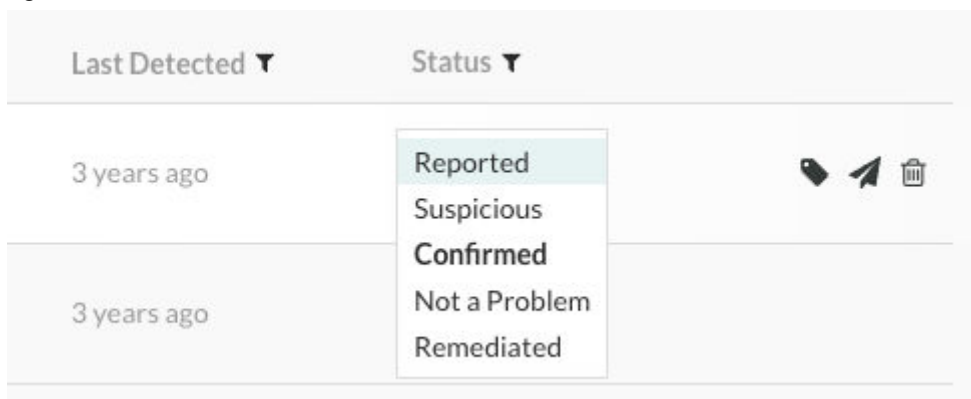 Last Detected Status
3 years ago
Reported
Suspicious
Confirmed
Not a Problem
Remediated
3 years ago